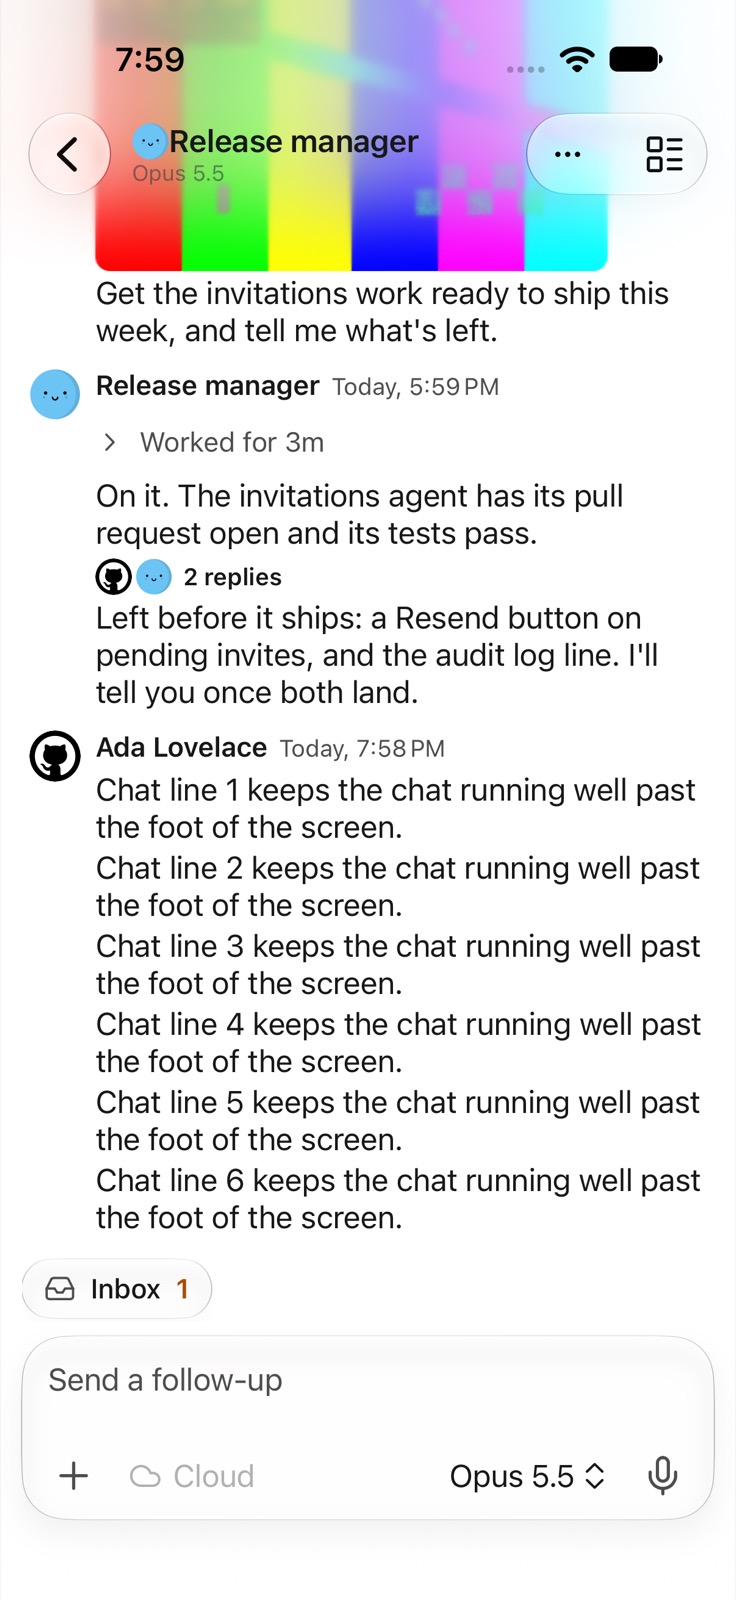 7:59
Release manager
Opus 5.5
Get the invitations work ready to ship this
week, and tell me what's left.
Release manager Today, 5:59 PM
Worked for 3m
On it. The invitations agent has its pull
request open and its tests pass.
2 replies
Left before it ships: a Resend button on
pending invites, and the audit log line. I'll
tell you once both land.
Ada Lovelace Today, 7:58 PM
Chat line 1 keeps the chat running well past
the foot of the screen.
Chat line 2 keeps the chat running well past
the foot of the screen.
Chat line 3 keeps the chat running well past
the foot of the screen.
Chat line 4 keeps the chat running well past
the foot of the screen.
Chat line 5 keeps the chat running well past
the foot of the screen.
Chat line 6 keeps the chat running well past
the foot of the screen.
Inbox 1
Send a follow-up
Cloud
Opus 5.5